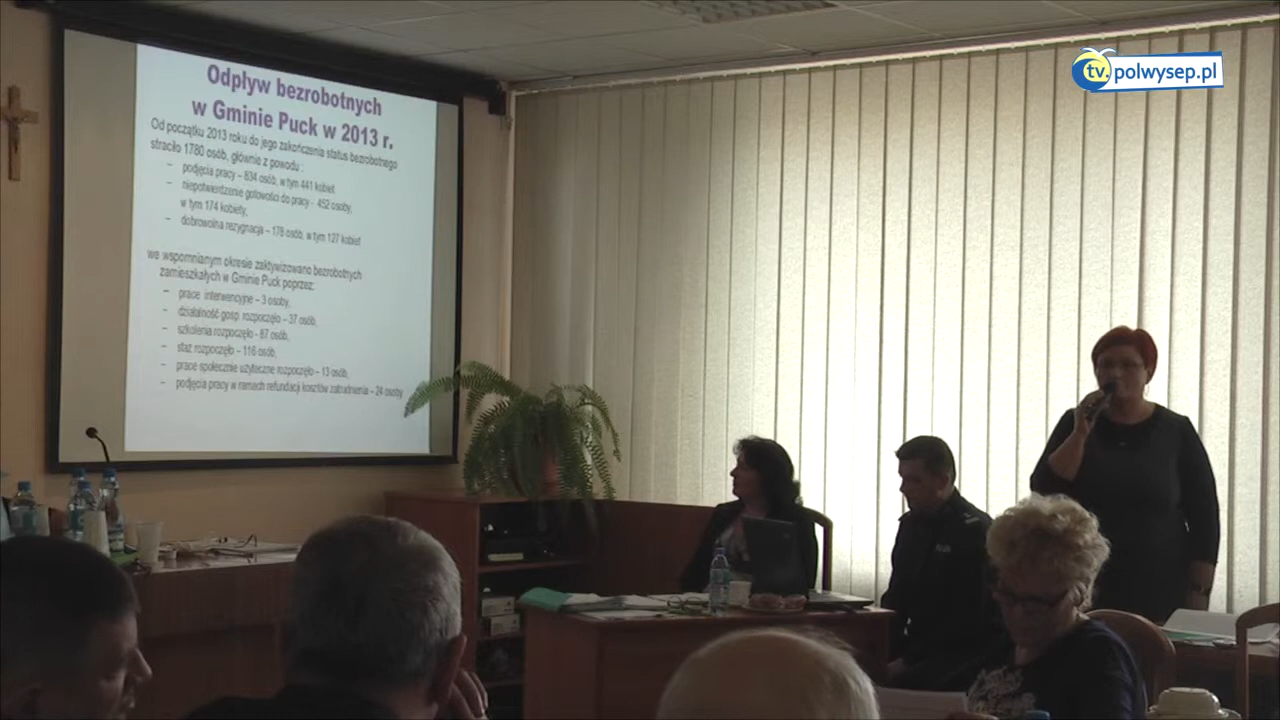 tv.polwysep.pl
Odpływ bezrobotnych
w Gminie Puck w 2013 r.
Od początku 2013 roku do jego zakończenia status bezrobotnego
straciło 1780 osób, głównie z powodu :
– podjęcia pracy – 834 osób, w tym 441 kobiet
– niepotwierdzenie gotowości do pracy - 452 osoby,
w tym 174 kobiety,
– dobrowolna rezygnacja – 178 osób, w tym 127 kobiet
we wspomnianym okresie zaktywizowano bezrobotnych
zamieszkałych w Gminie Puck poprzez:
– prace interwencyjne – 3 osoby,
– działalność gosp. rozpoczęło – 37 osób,
– szkolenia rozpoczęło - 87 osób,
– staż rozpoczęło – 116 osób,
– prace społecznie użyteczne rozpoczęło – 13 osób,
– podjęcia pracy w ramach refundacji kosztów zatrudnienia – 24 osoby